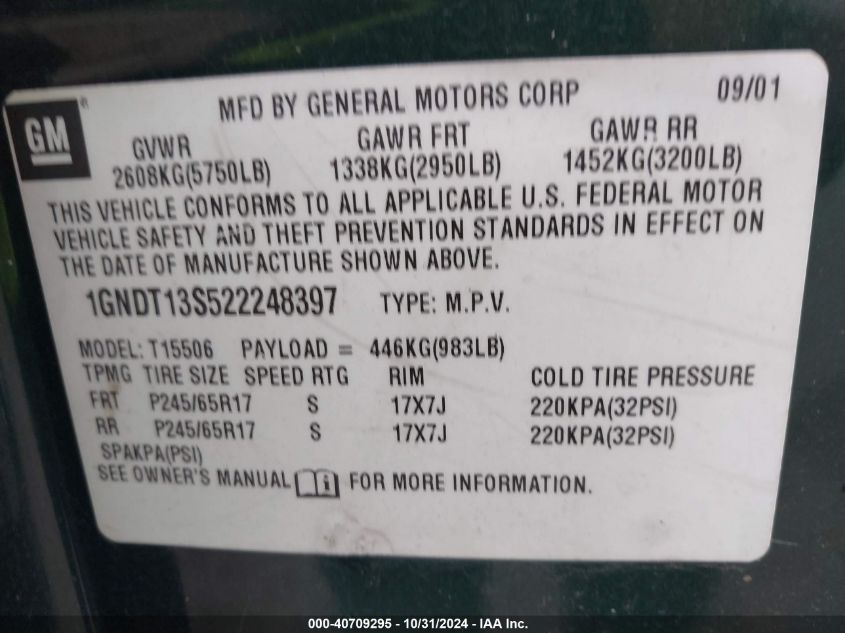 GM ®
MFD BY GENERAL MOTORS CORP 09/01
GVWR GAWR FRT GAWR RR
2608KG(5750LB) 1338KG(2950LB) 1452KG(3200LB)
THIS VEHICLE CONFORMS TO ALL APPLICABLE U.S. FEDERAL MOTOR
VEHICLE SAFETY AND THEFT PREVENTION STANDARDS IN EFFECT ON
THE DATE OF MANUFACTURE SHOWN ABOVE.
1GNDT13S522248397 TYPE: M.P.V.
MODEL: T15506 PAYLOAD = 446KG(983LB)
TPMG TIRE SIZE SPEED RTG RIM COLD TIRE PRESSURE
FRT P245/65R17 S 17X7J 220KPA(32PSI)
RR P245/65R17 S 17X7J 220KPA(32PSI)
SPAKPA(PSI)
SEE OWNER'S MANUAL i FOR MORE INFORMATION.
000-40709295 - 10/31/2024 - IAA Inc.